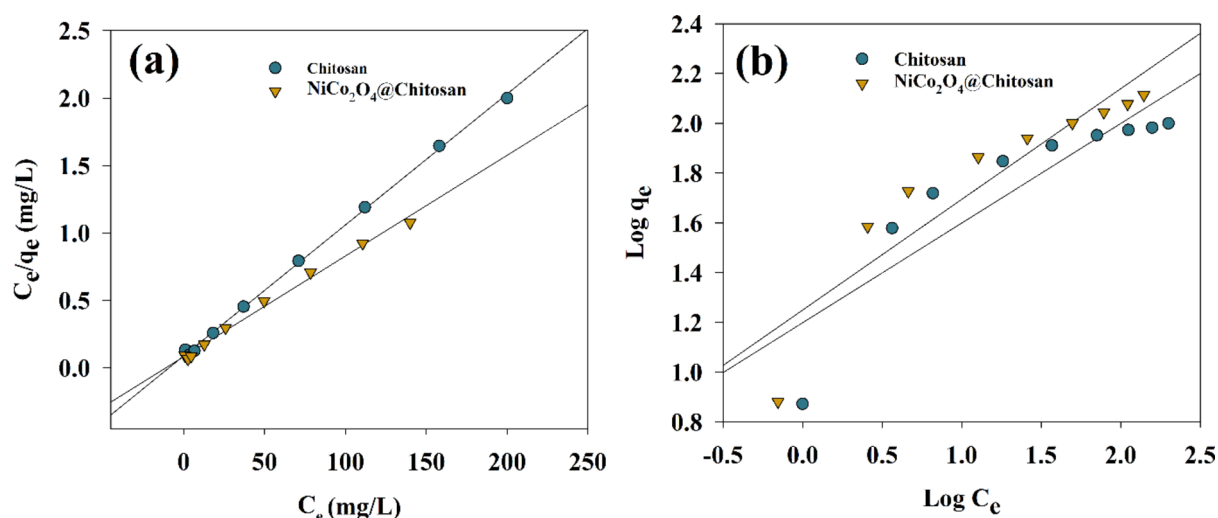 (a)
Chitosan
NiCo₂O₄@Chitosan
2.5
2.0
1.5
1.0
0.5
0.0
Cₑ/qₑ (mg/L)
0 50 100 150 200 250
Cₑ (mg/L)
(b)
Chitosan
NiCo₂O₄@Chitosan
2.4
2.2
2.0
1.8
1.6
1.4
1.2
1.0
0.8
Log qₑ
-0.5 0.0 0.5 1.0 1.5 2.0 2.5
Log Cₑ